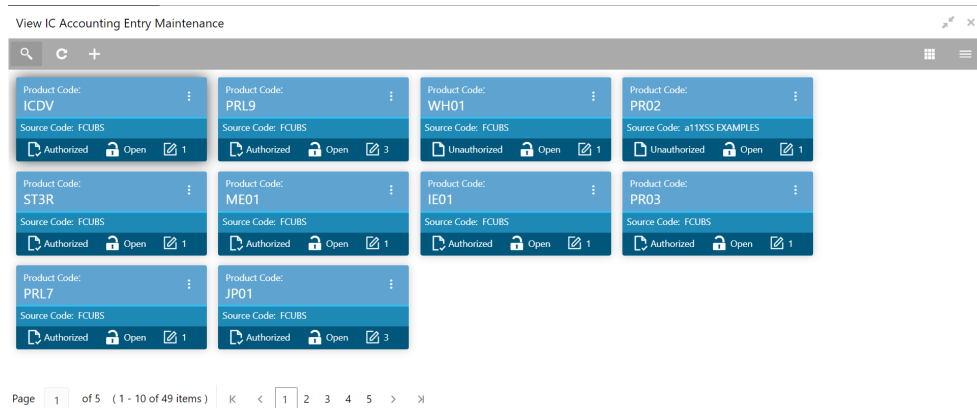 View IC Accounting Entry Maintenance
Product Code:
ICDV
Source Code: FCUBS
Authorized Open 1
Product Code:
PRL9
Source Code: FCUBS
Authorized Open 3
Product Code:
WH01
Source Code: FCUBS
Unauthorized Open 1
Product Code:
PR02
Source Code: a11XSS EXAMPLES
Unauthorized Open 1
Product Code:
ST3R
Source Code: FCUBS
Authorized Open 1
Product Code:
ME01
Source Code: FCUBS
Authorized Open 1
Product Code:
IE01
Source Code: FCUBS
Authorized Open 1
Product Code:
PR03
Source Code: FCUBS
Authorized Open 1
Product Code:
PRL7
Source Code: FCUBS
Authorized Open 1
Product Code:
JP01
Source Code: FCUBS
Authorized Open 3
Page 1 of 5 (1 - 10 of 49 items) 1 2 3 4 5